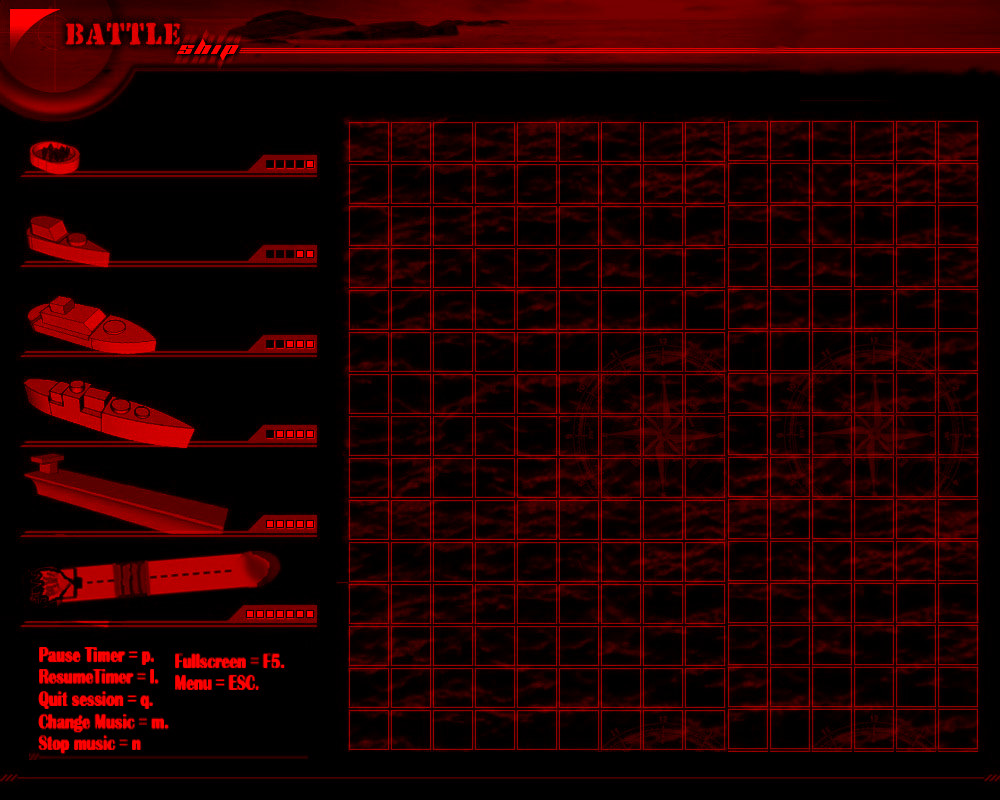 BATTLE
ship
Pause Timer = p.
ResumeTimer = l.
Quit session = q.
Change Music = m.
Stop music = n
Fullscreen = F5.
Menu = ESC.